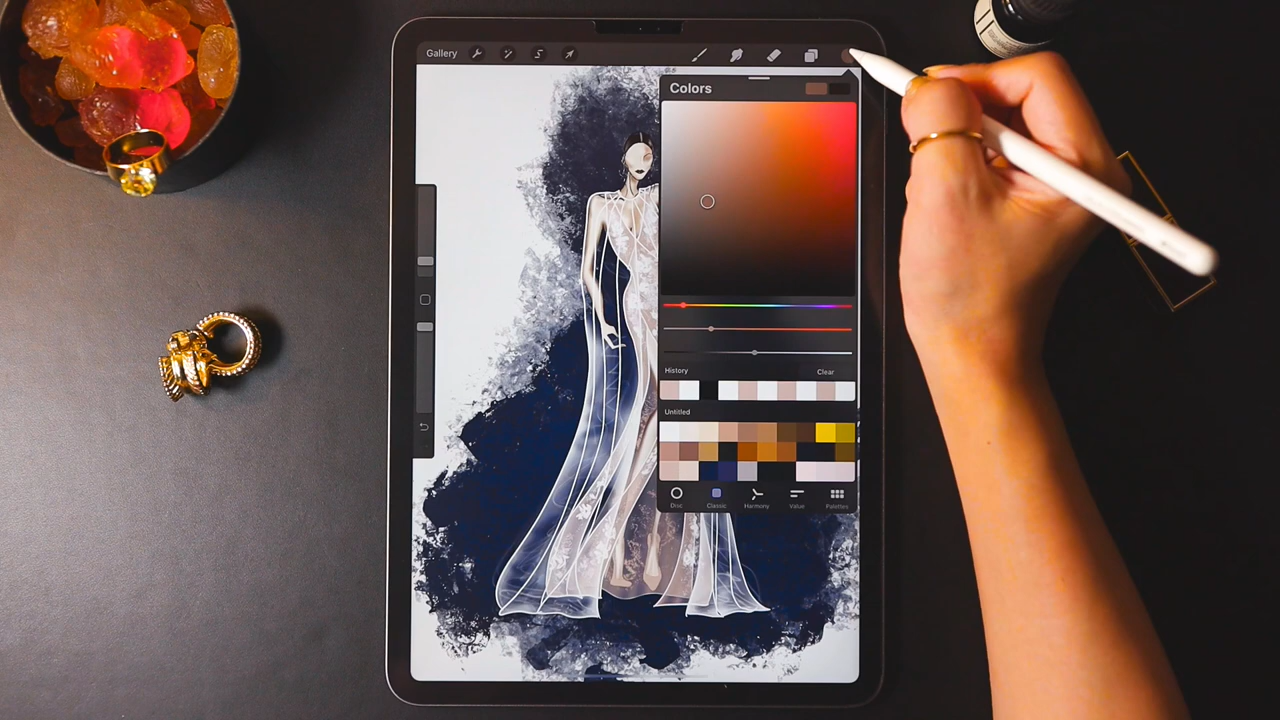 Gallery
Colors
History Clear
Untitled
Disc Classic Harmony Value Palettes